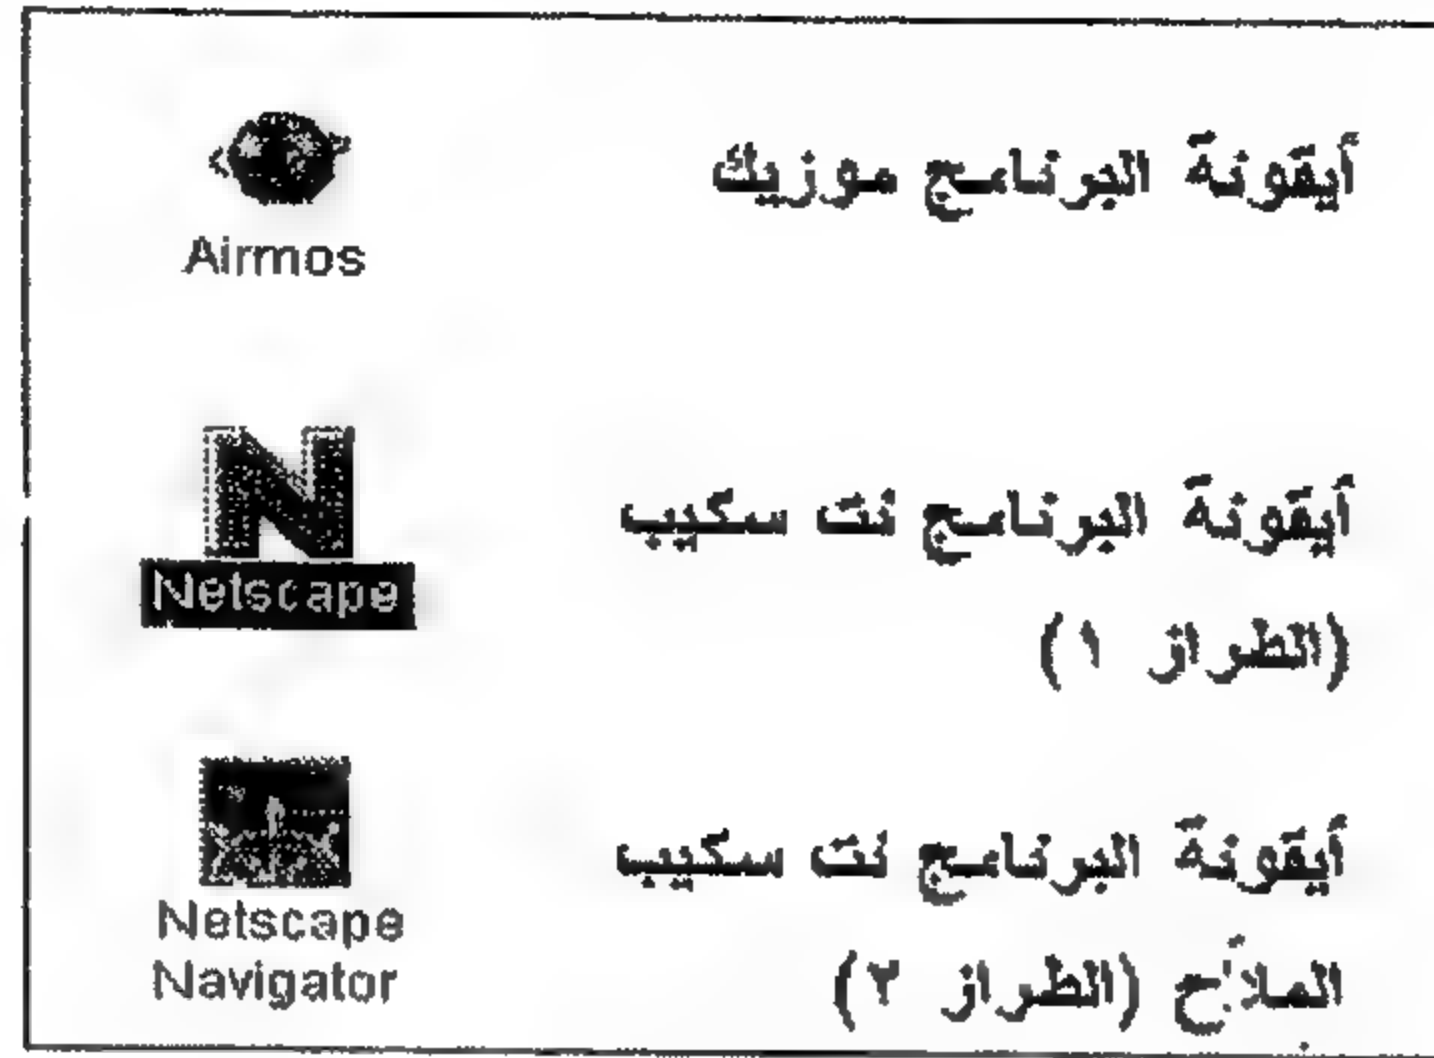 أيقونة البرنامج موزيك
Airmos
أيقونة البرنامج نت سكيب
(الطراز ١)
Netscape
أيقونة البرنامج نت سكيب
الملاّح (الطراز ٢)
Netscape
Navigator